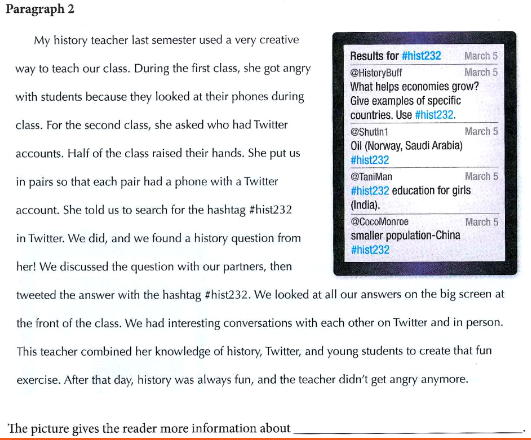 Paragraph 2
My history teacher last semester used a very creative
way to teach our class. During the first class, she got angry
with students because they looked at their phones during
class. For the second class, she asked who had Twitter
accounts. Half of the class raised their hands. She put us
in pairs so that each pair had a phone with a Twitter
account. She told us to search for the hashtag #hist232
in Twitter. We did, and we found a history question from
her! We discussed the question with our partners, then
tweeted the answer with the hashtag #hist232. We looked at all our answers on the big screen at
the front of the class. We had interesting conversations with each other on Twitter and in person.
This teacher combined her knowledge of history, Twitter, and young students to create that fun
exercise. After that day, history was always fun, and the teacher didn't get angry anymore.
Results for #hist232 March 5
@HistoryBuff March 5
What helps economies grow?
Give examples of specific
countries. Use #hist232.
@Shutin1 March 5
Oil (Norway, Saudi Arabia)
#hist232
@TaniMan March 5
#hist232 education for girls
(India).
@CocoMonroe March 5
smaller population-China
#hist232
The picture gives the reader more information about ______________________.